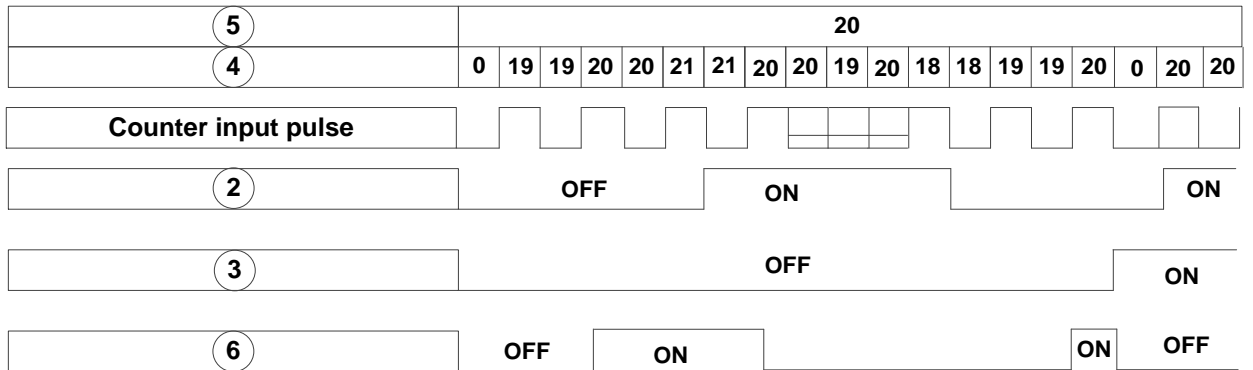 5 20
4 0 19 19 20 20 21 21 20 20 19 20 18 18 19 19 20 0 20 20
Counter input pulse
2 OFF ON ON
3 OFF ON
6 OFF ON ON OFF